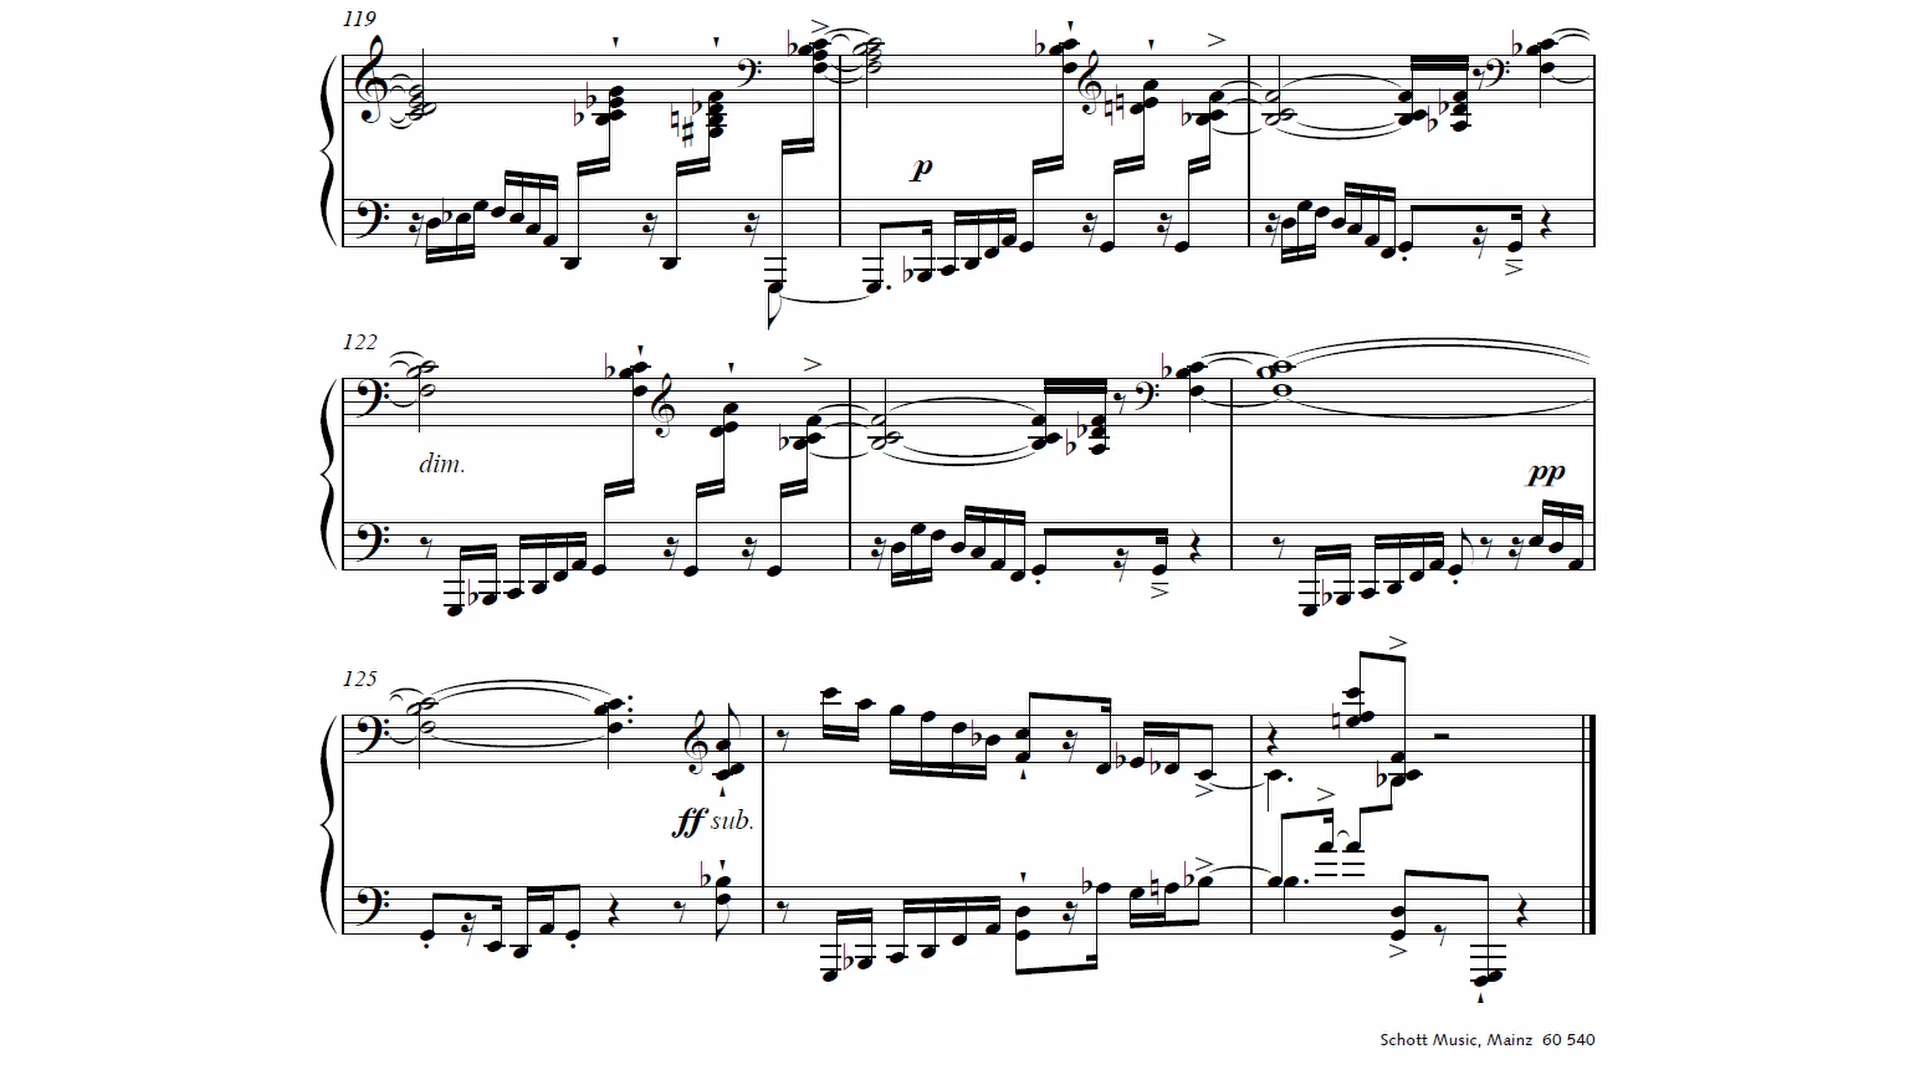 119
p
122
dim.
pp
125
ff sub.
Schott Music, Mainz 60 540